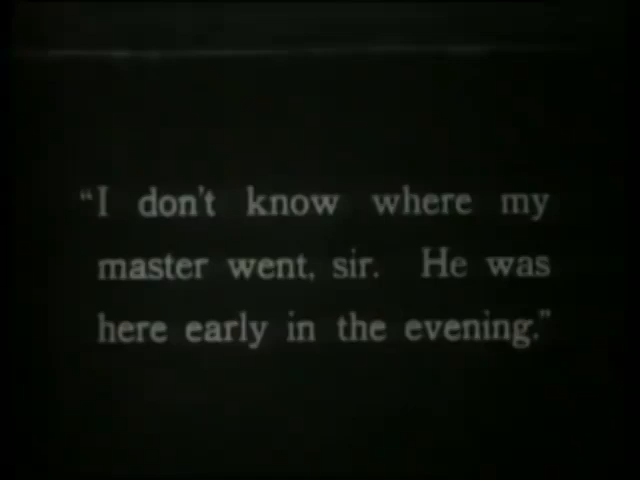 “I don't know where my
master went, sir. He was
here early in the evening.”